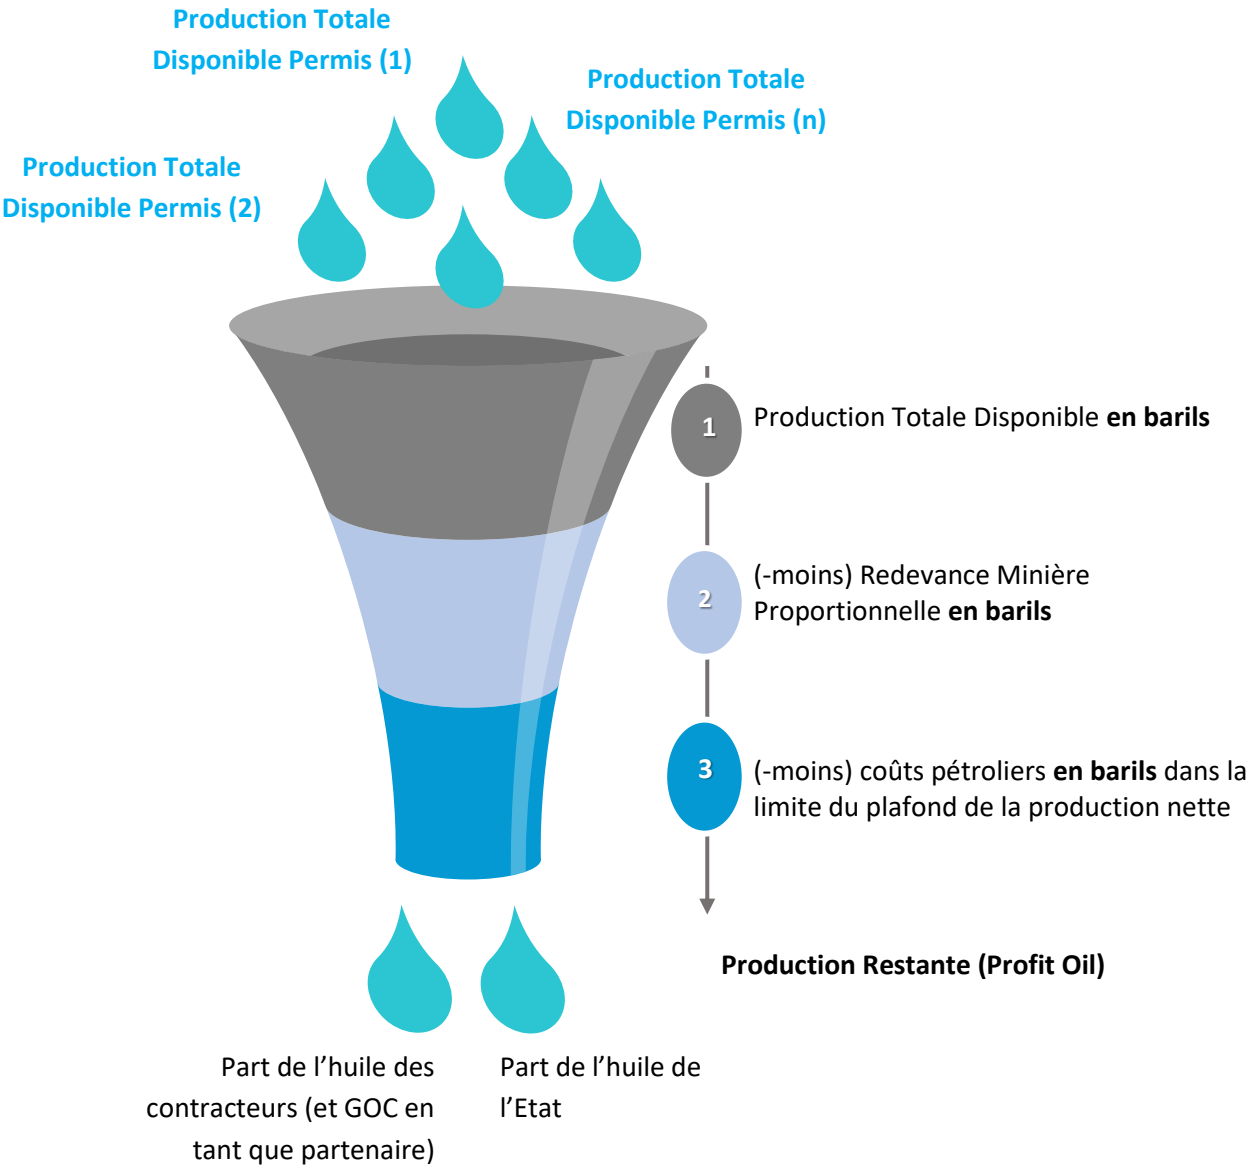 Production Totale
Disponible Permis (1)
Production Totale
Disponible Permis (n)
Production Totale
Disponible Permis (2)
1
Production Totale Disponible en barils
2
(-moins) Redevance Minière
Proportionnelle en barils
3
(-moins) coûts pétroliers en barils dans la
limite du plafond de la production nette
Production Restante (Profit Oil)
Part de l’huile des
contracteurs (et GOC en
tant que partenaire)
Part de l’huile de
l’Etat